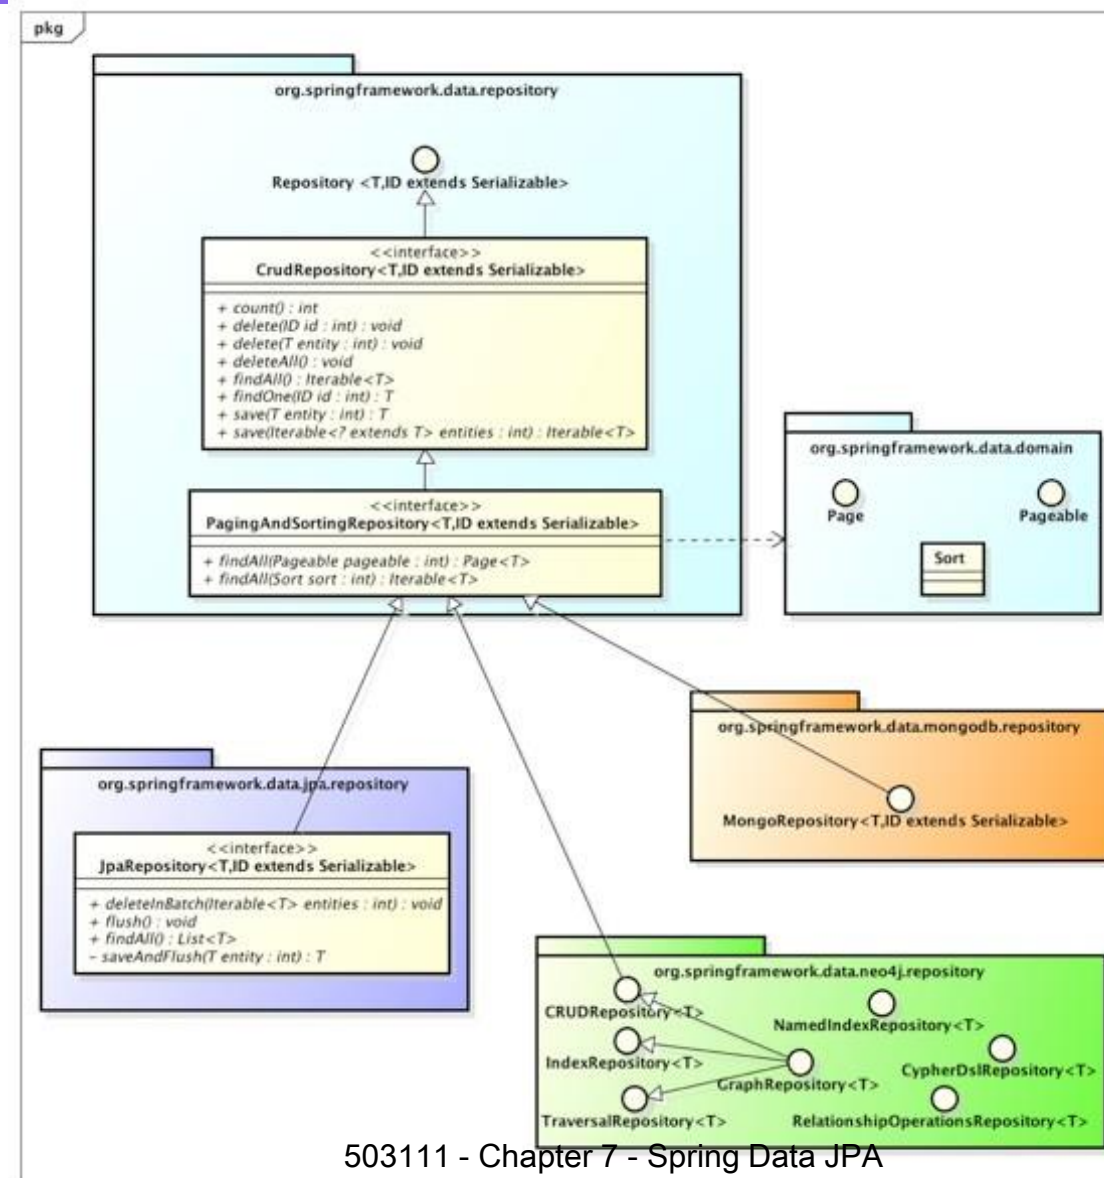 pkg
org.springframework.data.repository
Repository <T,ID extends Serializable>
<<interface>>
CrudRepository<T,ID extends Serializable>
+ count() : int
+ delete(ID id : int) : void
+ delete(T entity : int) : void
+ deleteAll() : void
+ findAll() : Iterable<T>
+ findOne(ID id : int) : T
+ save(T entity : int) : T
+ save(Iterable<? extends T> entities : int) : Iterable<T>
<<interface>>
PagingAndSortingRepository<T,ID extends Serializable>
+ findAll(Pageable pageable : int) : Page<T>
+ findAll(Sort sort : int) : Iterable<T>
org.springframework.data.domain
Page
Pageable
Sort
org.springframework.data.mongodb.repository
MongoRepository<T,ID extends Serializable>
org.springframework.data.jpa.repository
<<interface>>
JpaRepository<T,ID extends Serializable>
+ deleteInBatch(Iterable<T> entities : int) : void
+ flush() : void
+ findAll() : List<T>
- saveAndFlush(T entity : int) : T
org.springframework.data.neo4j.repository
CRUDRepository<T>
NamedIndexRepository<T>
IndexRepository<T>
GraphRepository<T>
CypherDslRepository<T>
TraversalRepository<T>
RelationshipOperationsRepository<T>
503111 - Chapter 7 - Spring Data JPA